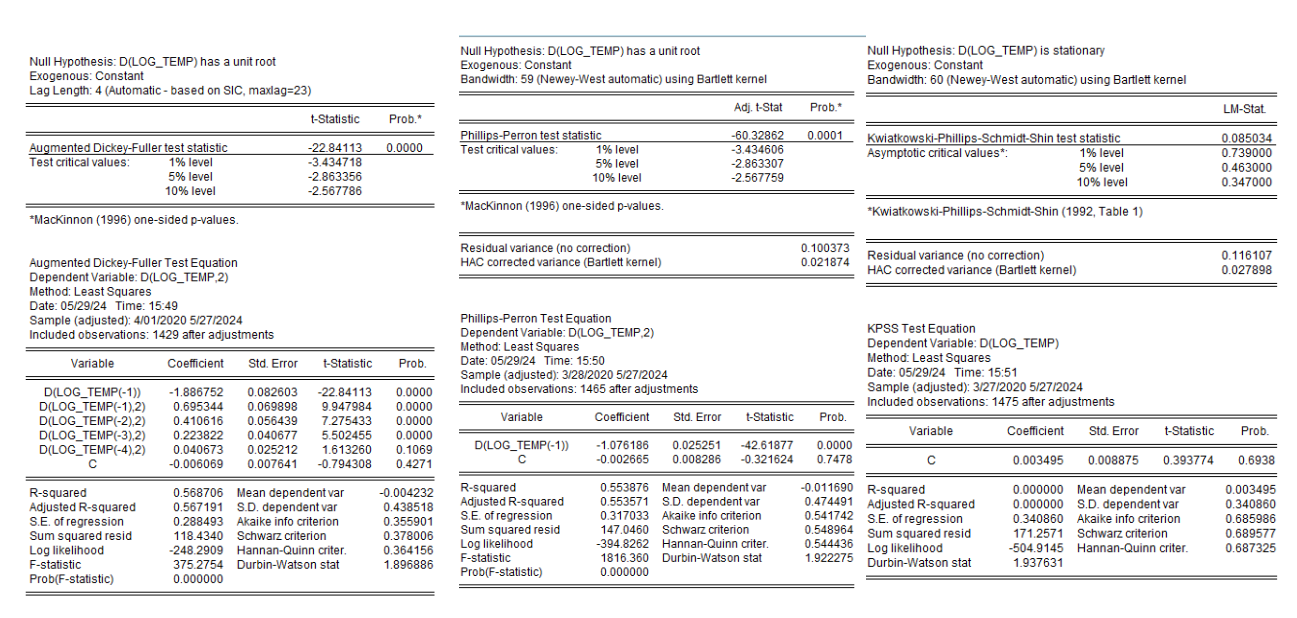 Null Hypothesis: D(LOG_TEMP) has a unit root
Exogenous: Constant
Lag Length: 4 (Automatic - based on SIC, maxlag=23)
t-Statistic Prob.*
Augmented Dickey-Fuller test statistic -22.84113 0.0000
Test critical values: 1% level -3.434718
5% level -2.863356
10% level -2.567786
*MacKinnon (1996) one-sided p-values.
Augmented Dickey-Fuller Test Equation
Dependent Variable: D(LOG_TEMP,2)
Method: Least Squares
Date: 05/29/24 Time: 15:49
Sample (adjusted): 4/01/2020 5/27/2024
Included observations: 1429 after adjustments
Variable Coefficient Std. Error t-Statistic Prob.
D(LOG_TEMP(-1)) -1.886752 0.082603 -22.84113 0.0000
D(LOG_TEMP(-1),2) 0.695344 0.069898 9.947984 0.0000
D(LOG_TEMP(-2),2) 0.410616 0.056439 7.275433 0.0000
D(LOG_TEMP(-3),2) 0.223822 0.040677 5.502455 0.0000
D(LOG_TEMP(-4),2) 0.040673 0.025212 1.613260 0.1069
C -0.006069 0.007641 -0.794308 0.4271
R-squared 0.568706 Mean dependent var -0.004232
Adjusted R-squared 0.567191 S.D. dependent var 0.438518
S.E. of regression 0.288493 Akaike info criterion 0.355901
Sum squared resid 118.4340 Schwarz criterion 0.378006
Log likelihood -248.2909 Hannan-Quinn criter. 0.364156
F-statistic 375.2754 Durbin-Watson stat 1.896886
Prob(F-statistic) 0.000000
Null Hypothesis: D(LOG_TEMP) has a unit root
Exogenous: Constant
Bandwidth: 59 (Newey-West automatic) using Bartlett kernel
Adj. t-Stat Prob.*
Phillips-Perron test statistic -60.32862 0.0001
Test critical values: 1% level -3.434606
5% level -2.863307
10% level -2.567759
*MacKinnon (1996) one-sided p-values.
Residual variance (no correction) 0.100373
HAC corrected variance (Bartlett kernel) 0.021874
Phillips-Perron Test Equation
Dependent Variable: D(LOG_TEMP,2)
Method: Least Squares
Date: 05/29/24 Time: 15:50
Sample (adjusted): 3/28/2020 5/27/2024
Included observations: 1465 after adjustments
Variable Coefficient Std. Error t-Statistic Prob.
D(LOG_TEMP(-1)) -1.076186 0.025251 -42.61877 0.0000
C -0.002665 0.008286 -0.321624 0.7478
R-squared 0.553876 Mean dependent var -0.011690
Adjusted R-squared 0.553571 S.D. dependent var 0.474491
S.E. of regression 0.317033 Akaike info criterion 0.541742
Sum squared resid 147.0460 Schwarz criterion 0.548964
Log likelihood -394.8262 Hannan-Quinn criter. 0.544436
F-statistic 1816.360 Durbin-Watson stat 1.922275
Prob(F-statistic) 0.000000
Null Hypothesis: D(LOG_TEMP) is stationary
Exogenous: Constant
Bandwidth: 60 (Newey-West automatic) using Bartlett kernel
LM-Stat.
Kwiatkowski-Phillips-Schmidt-Shin test statistic 0.085034
Asymptotic critical values*: 1% level 0.739000
5% level 0.463000
10% level 0.347000
*Kwiatkowski-Phillips-Schmidt-Shin (1992, Table 1)
Residual variance (no correction) 0.116107
HAC corrected variance (Bartlett kernel) 0.027898
KPSS Test Equation
Dependent Variable: D(LOG_TEMP)
Method: Least Squares
Date: 05/29/24 Time: 15:51
Sample (adjusted): 3/27/2020 5/27/2024
Included observations: 1475 after adjustments
Variable Coefficient Std. Error t-Statistic Prob.
C 0.003495 0.008875 0.393774 0.6938
R-squared 0.000000 Mean dependent var 0.003495
Adjusted R-squared 0.000000 S.D. dependent var 0.340860
S.E. of regression 0.340860 Akaike info criterion 0.685986
Sum squared resid 171.2571 Schwarz criterion 0.689577
Log likelihood -504.9145 Hannan-Quinn criter. 0.687325
Durbin-Watson stat 1.937631